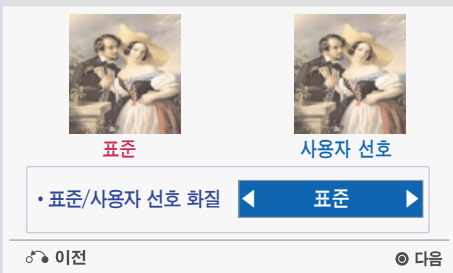 표준
사용자 선호
• 표준/사용자 선호 화질 ◀ 표준 ▶
이전
◉ 다음